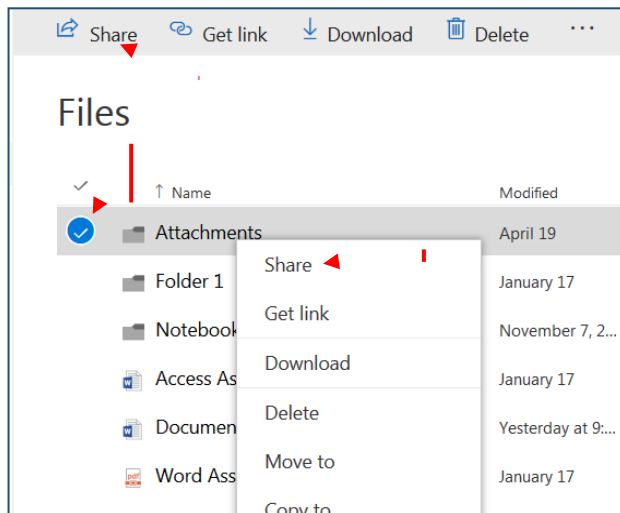 Share Get link Download Delete ...
Files
↑ Name Modified
Attachments April 19
Share
Folder 1 January 17
Get link
Notebook November 7, 2...
Download
Access As January 17
Delete
Documen Yesterday at 9:...
Move to
Word Ass January 17
Copy to